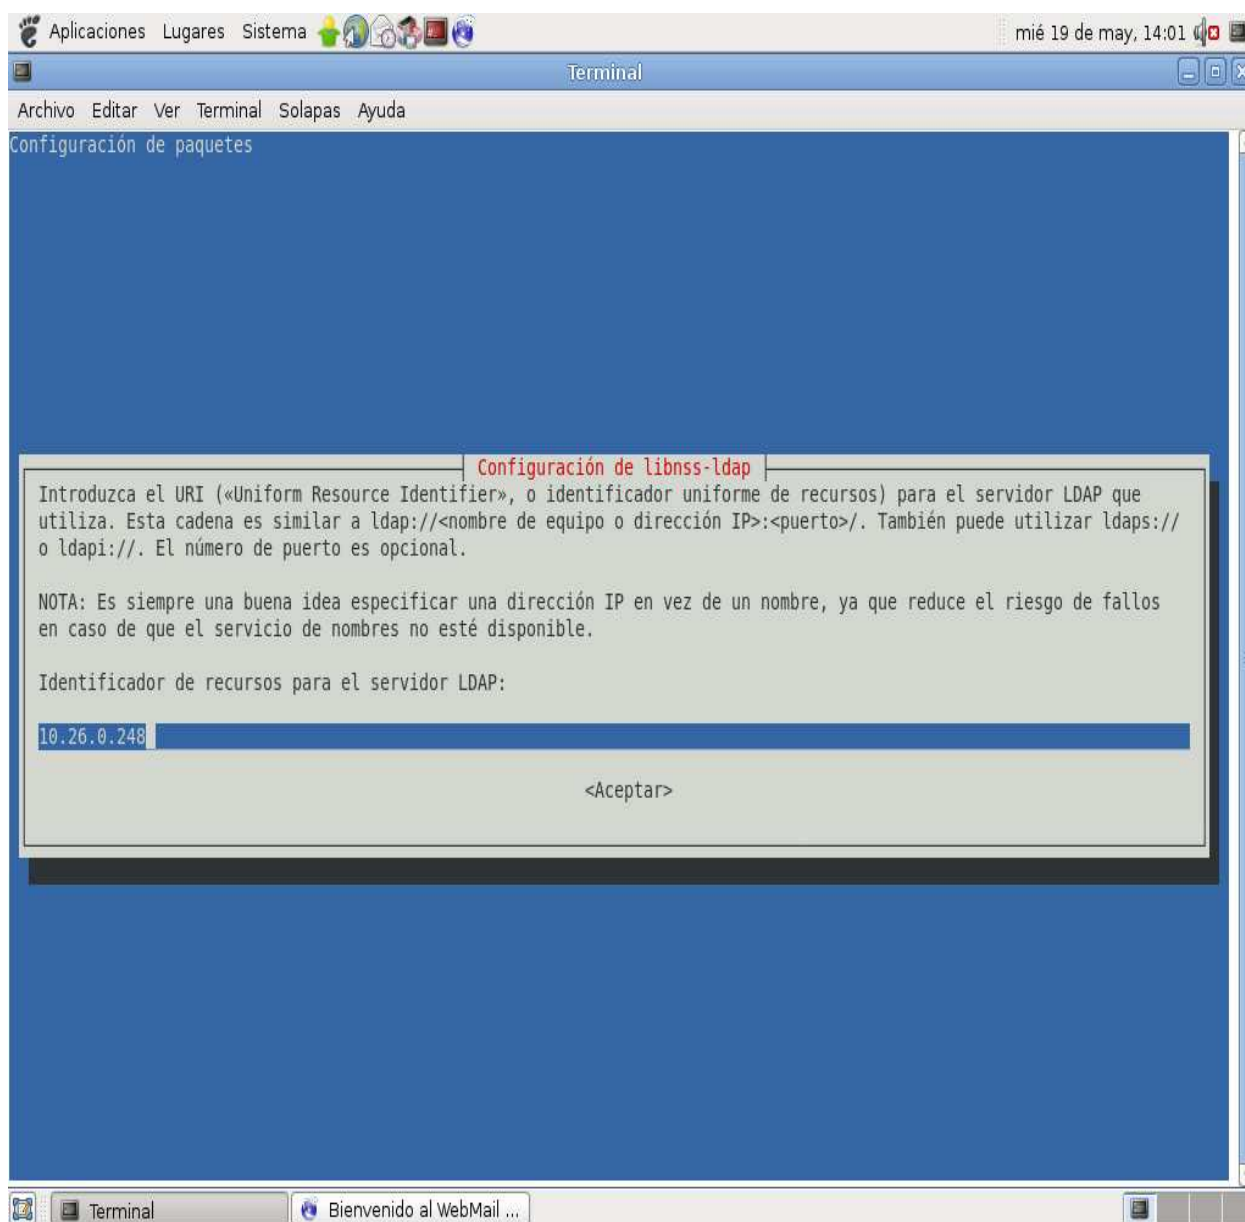 Aplicaciones Lugares Sistema mié 19 de may, 14:01
Terminal
Archivo Editar Ver Terminal Solapas Ayuda
Configuración de paquetes
Configuración de libnss-ldap
Introduzca el URI («Uniform Resource Identifier», o identificador uniforme de recursos) para el servidor LDAP que
utiliza. Esta cadena es similar a ldap://<nombre de equipo o dirección IP>:<puerto>/. También puede utilizar ldaps://
o ldapi://. El número de puerto es opcional.
NOTA: Es siempre una buena idea especificar una dirección IP en vez de un nombre, ya que reduce el riesgo de fallos
en caso de que el servicio de nombres no esté disponible.
Identificador de recursos para el servidor LDAP:
10.26.0.248
<Aceptar>
Terminal Bienvenido al WebMail ...